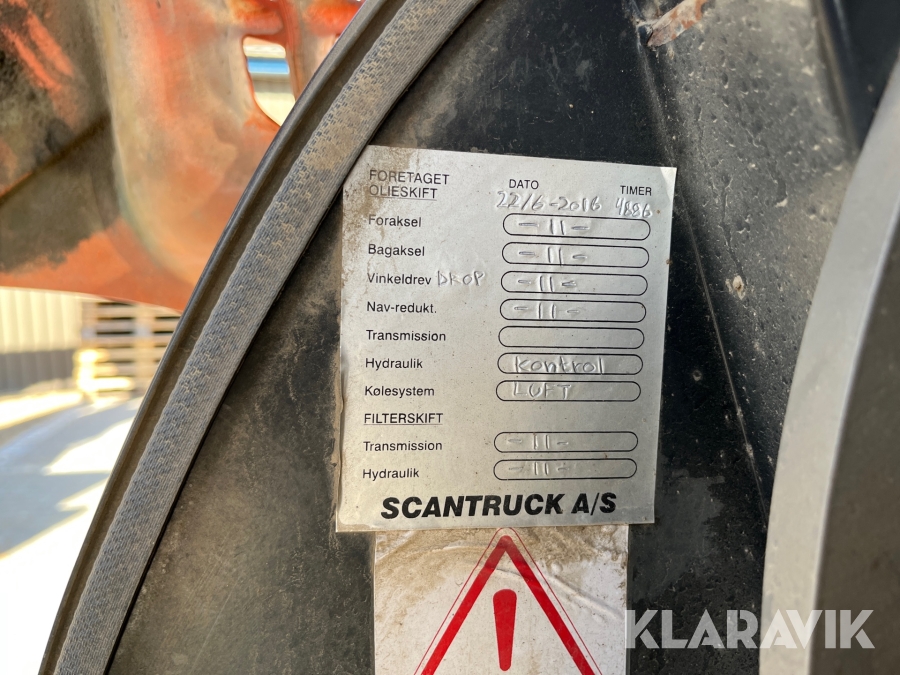 FORETAGET DATO TIMER
OLIESKIFT 22/6-2016 4886
Foraksel -11-
Bagaksel -11-
Vinkeldrev DROP -11-
Nav-redukt. -11-
Transmission
Hydraulik Kontrol
Kølesystem LUFT
FILTERSKIFT
Transmission -11-
Hydraulik -11-
SCANTRUCK A/S
!
KLARAVIK